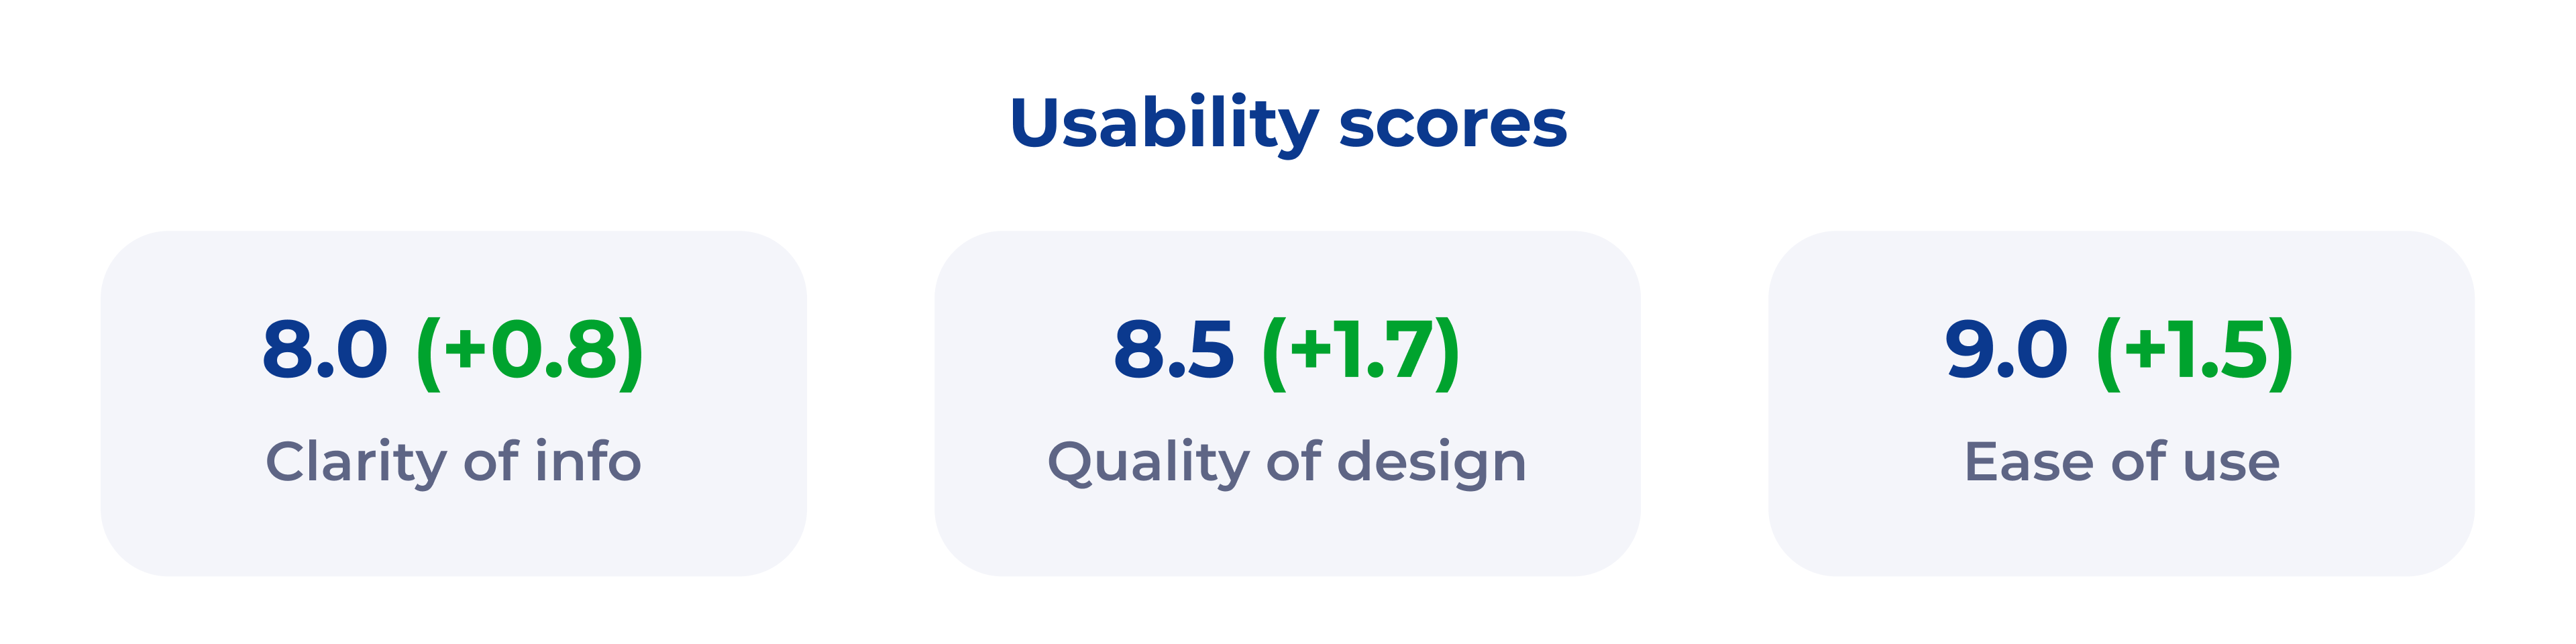 Usability scores
8.0 (+0.8)
Clarity of info
8.5 (+1.7)
Quality of design
9.0 (+1.5)
Ease of use